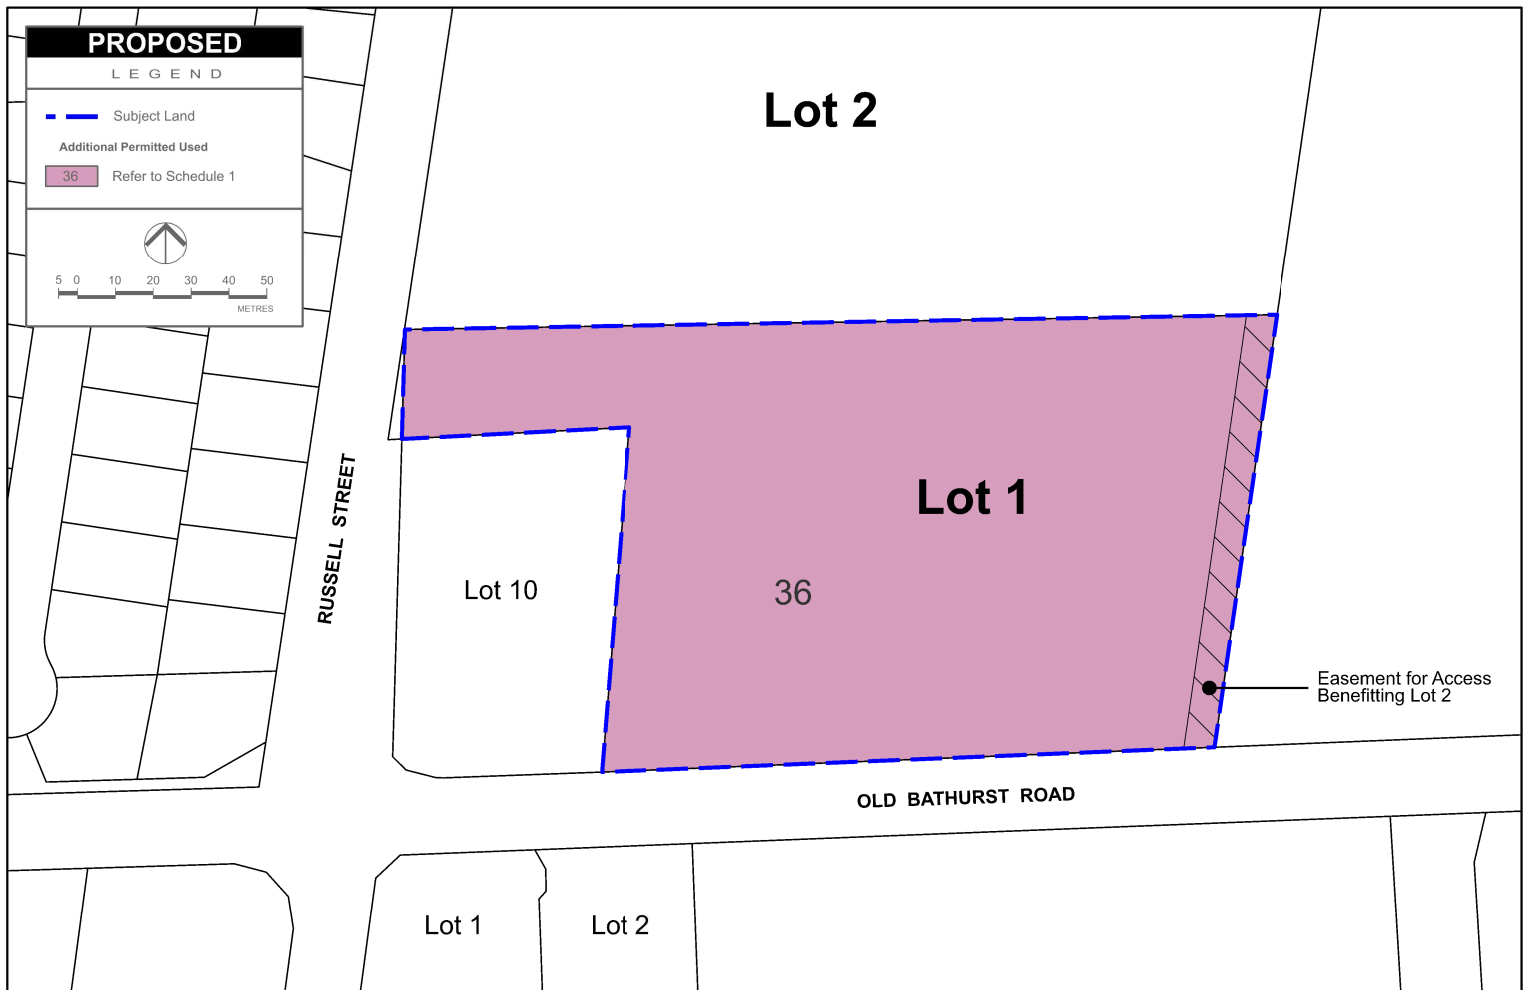 PROPOSED
LEGEND
Subject Land
Additional Permitted Used
36 Refer to Schedule 1
5 0 10 20 30 40 50
METRES
Lot 2
Lot 1
36
Lot 10
RUSSELL STREET
Easement for Access
Benefitting Lot 2
OLD BATHURST ROAD
Lot 1
Lot 2